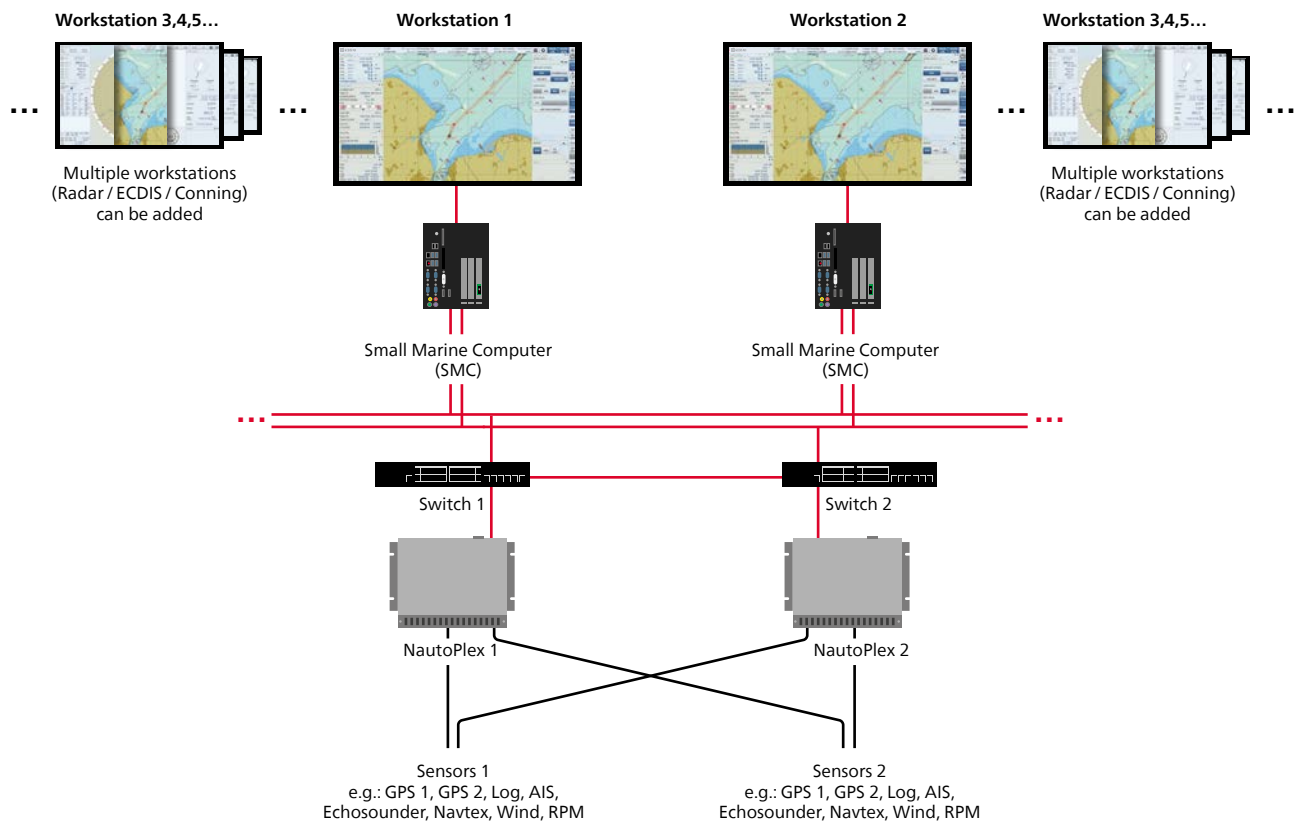 Workstation 3,4,5...
Workstation 1
Workstation 2
Workstation 3,4,5...
...
...
...
...
Multiple workstations
(Radar / ECDIS / Conning)
can be added
Multiple workstations
(Radar / ECDIS / Conning)
can be added
Small Marine Computer
(SMC)
Small Marine Computer
(SMC)
...
...
Switch 1
Switch 2
NautoPlex 1
NautoPlex 2
Sensors 1
e.g.: GPS 1, GPS 2, Log, AIS,
Echosounder, Navtex, Wind, RPM
Sensors 2
e.g.: GPS 1, GPS 2, Log, AIS,
Echosounder, Navtex, Wind, RPM